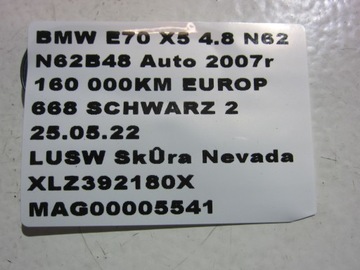 BMW E70 X5 4.8 N62
N62B48 Auto 2007r
160 000KM EUROP
668 SCHWARZ 2
25.05.22
LUSW SkÛra Nevada
XLZ392180X
MAG00005541